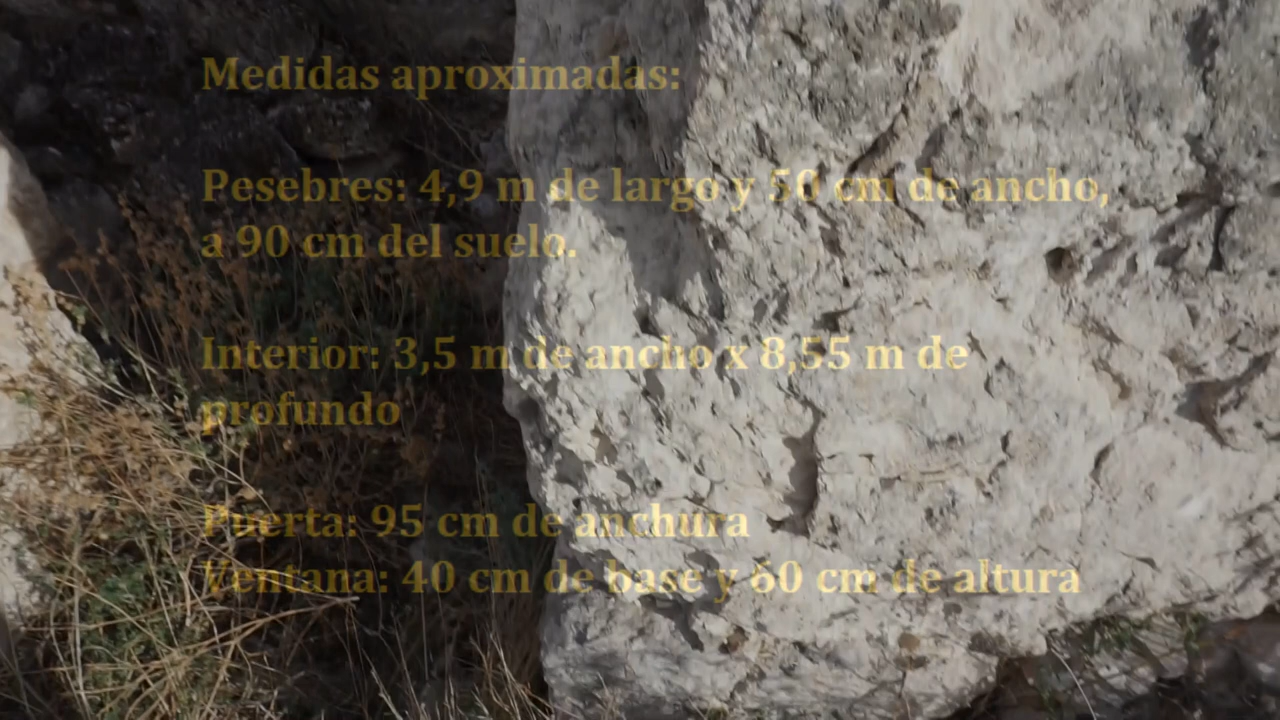 Medidas aproximadas:
Pesebres: 4,9 m de largo y 50 cm de ancho,
a 90 cm del suelo.
Interior: 3,5 m de ancho x 8,55 m de
profundo
Puerta: 95 cm de anchura
Ventana: 40 cm de base y 60 cm de altura